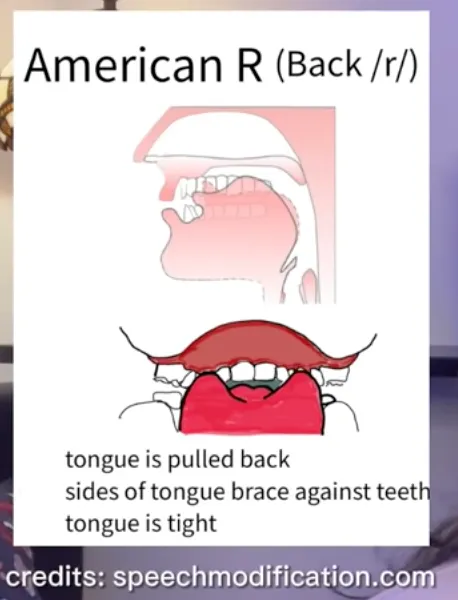 American R (Back /r/)
tongue is pulled back
sides of tongue brace against teeth
tongue is tight
credits: speechmodification.com